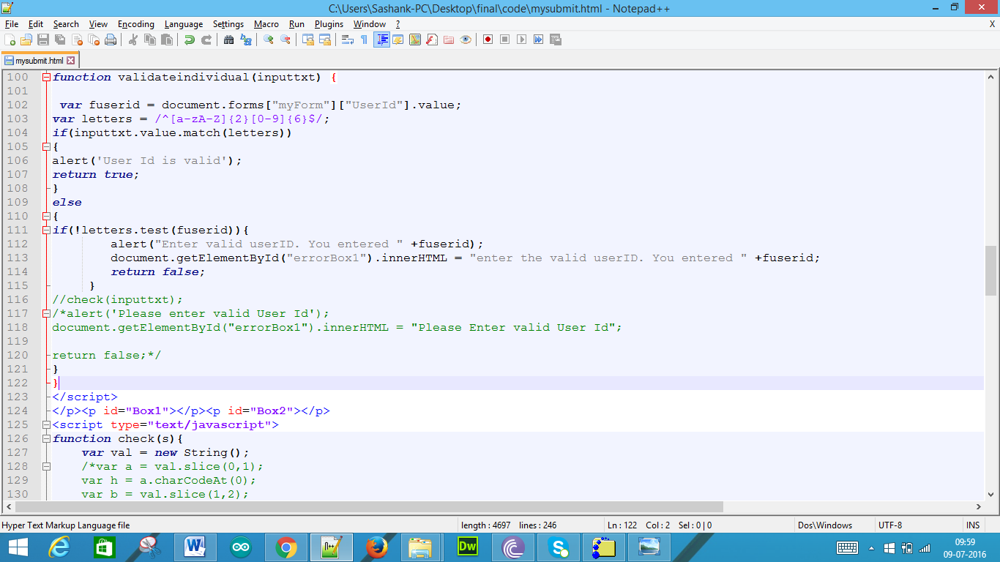 C:\Users\Sashank-PC\Desktop\final\code\mysubmit.html - Notepad++
File Edit Search View Encoding Language Settings Macro Run Plugins Window ? X
mysubmit.html
100 function validateindividual(inputtxt) {
101
102 var fuserid = document.forms["myForm"]["UserId"].value;
103 var letters = /^[a-zA-Z]{2}[0-9]{6}$/;
104 if(inputtxt.value.match(letters))
105 {
106 alert('User Id is valid');
107 return true;
108 }
109 else
110 {
111 if(!letters.test(fuserid)){
112 alert("Enter valid userID. You entered " +fuserid);
113 document.getElementById("errorBox1").innerHTML = "enter the valid userID. You entered " +fuserid;
114 return false;
115 }
116 //check(inputtxt);
117 /*alert('Please enter valid User Id');
118 document.getElementById("errorBox1").innerHTML = "Please Enter valid User Id";
119
120 return false;*/
121 }
122 }
123 </script>
124 </p><p id="Box1"></p><p id="Box2"></p>
125 <script type="text/javascript">
126 function check(s){
127 var val = new String();
128 /*var a = val.slice(0,1);
129 var h = a.charCodeAt(0);
130 var b = val.slice(1,2);
Hyper Text Markup Language file length : 4697 lines : 246 Ln : 122 Col : 2 Sel : 0 | 0 Dos\Windows UTF-8 INS
W N++ Dw S
09:59
09-07-2016